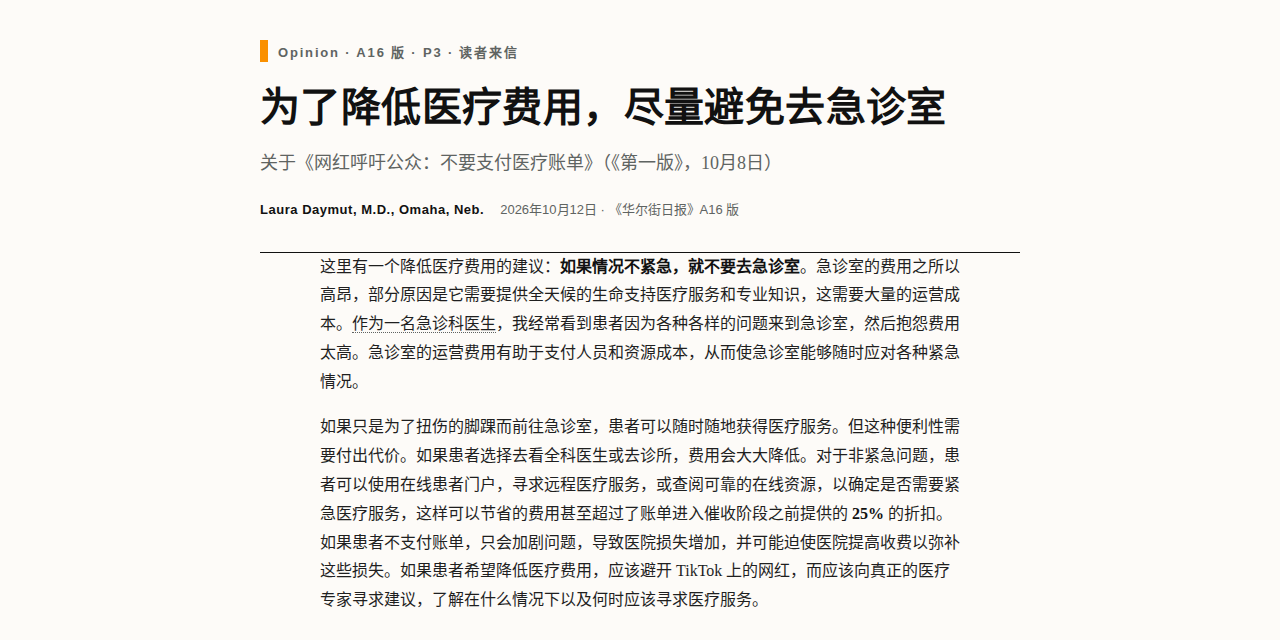 Opinion · A16 版 · P3 · 读者来信
为了降低医疗费用，尽量避免去急诊室
关于《网红呼吁公众：不要支付医疗账单》（《第一版》，10月8日）
Laura Daymut, M.D., Omaha, Neb. 2026年10月12日 · 《华尔街日报》A16 版
这里有一个降低医疗费用的建议：如果情况不紧急，就不要去急诊室。急诊室的费用之所以
高昂，部分原因是它需要提供全天候的生命支持医疗服务和专业知识，这需要大量的运营成
本。作为一名急诊科医生，我经常看到患者因为各种各样的问题来到急诊室，然后抱怨费用
太高。急诊室的运营费用有助于支付人员和资源成本，从而使急诊室能够随时应对各种紧急
情况。
如果只是为了扭伤的脚踝而前往急诊室，患者可以随时随地获得医疗服务。但这种便利性需
要付出代价。如果患者选择去看全科医生或去诊所，费用会大大降低。对于非紧急问题，患
者可以使用在线患者门户，寻求远程医疗服务，或查阅可靠的在线资源，以确定是否需要紧
急医疗服务，这样可以节省的费用甚至超过了账单进入催收阶段之前提供的 25% 的折扣。
如果患者不支付账单，只会加剧问题，导致医院损失增加，并可能迫使医院提高收费以弥补
这些损失。如果患者希望降低医疗费用，应该避开 TikTok 上的网红，而应该向真正的医疗
专家寻求建议，了解在什么情况下以及何时应该寻求医疗服务。